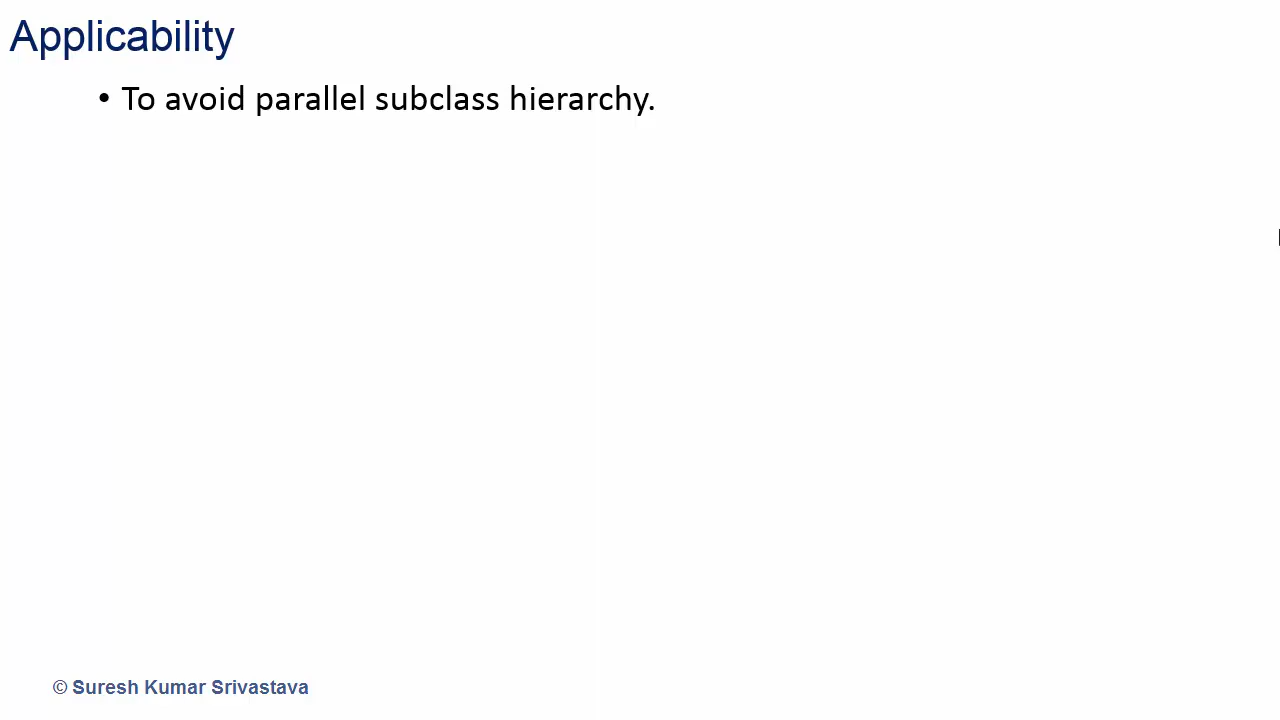 Applicability
• To avoid parallel subclass hierarchy.
© Suresh Kumar Srivastava